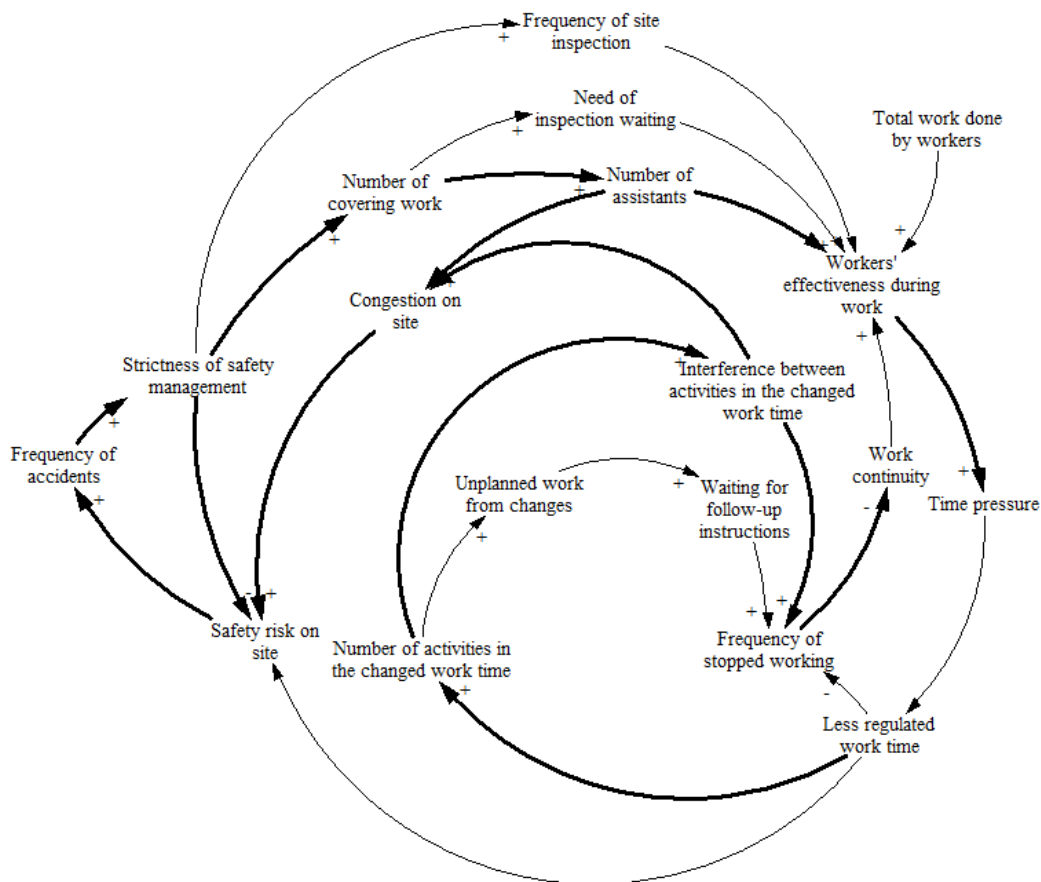 Frequency of site
inspection
+
Need of
inspection waiting
+
Total work done
by workers
+
Number of
covering work
+
Number of
assistants
+
Workers'
effectiveness during
work
+
+
Congestion on
site
+
Strictness of safety
management
+
Interference between
activities in the changed
work time
+
Frequency of
accidents
+
Unplanned work
from changes
+
Waiting for
follow-up
instructions
+
Work
continuity
-
Time pressure
+
Safety risk on
site
-
+
Number of activities in
the changed work time
+
Frequency of
stopped working
+
+
-
Less regulated
work time